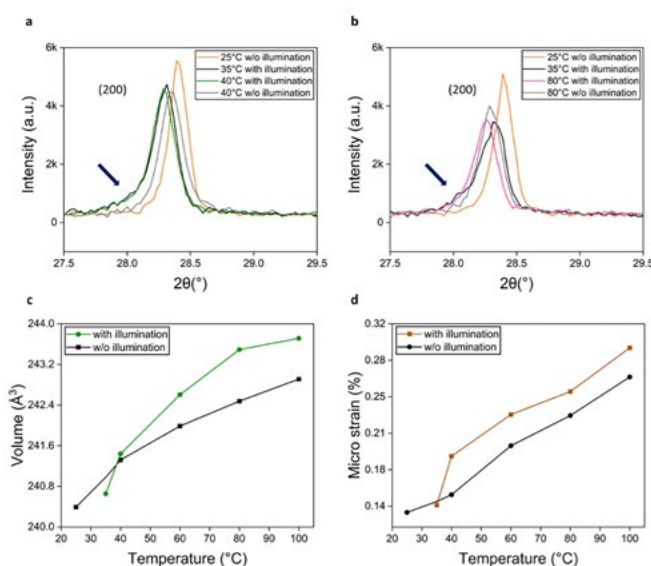 a
6k
4k
2k
0
Intensity (a.u.)
(200)
25°C w/o illumination
35°C with illumination
40°C with illumination
40°C w/o illumination
27.5 28.0 28.5 29.0 29.5
2θ(°)
b
6k
4k
2k
0
Intensity (a.u.)
(200)
25°C w/o illumination
35°C with illumination
80°C with illumination
80°C w/o illumination
27.5 28.0 28.5 29.0 29.5
2θ(°)
c
244.0
243.2
242.4
241.6
240.8
240.0
Volume (Å³)
with illumination
w/o illumination
20 30 40 50 60 70 80 90 100
Temperature (°C)
d
0.32
0.28
0.25
0.21
0.18
0.14
Micro strain (%)
with illumination
w/o illumination
20 30 40 50 60 70 80 90 100
Temperature (°C)